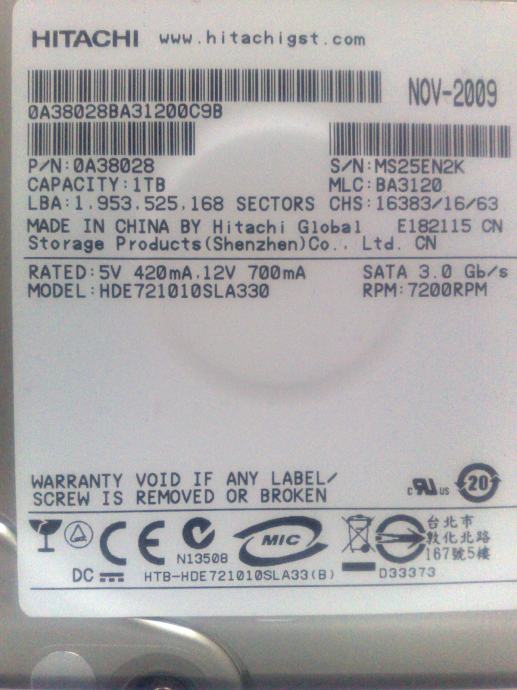 HITACHI www.hitachigst.com
NOV-2009
0A38028BA31200C9B
P/N:0A38028 S/N:MS25EN2K
CAPACITY:1TB MLC:BA3120
LBA:1.953.525.168 SECTORS CHS:16383/16/63
MADE IN CHINA BY Hitachi Global E182115 CN
Storage Products(Shenzhen)Co., Ltd. CN
RATED:5V 420mA,12V 700mA SATA 3.0 Gb/s
MODEL:HDE721010SLA330 RPM:7200RPM
WARRANTY VOID IF ANY LABEL/
SCREW IS REMOVED OR BROKEN
c RU us 20
CE N13508 MIC
台北市
敦化北路
167號5樓
DC HTB-HDE721010SLA33(B) D33373